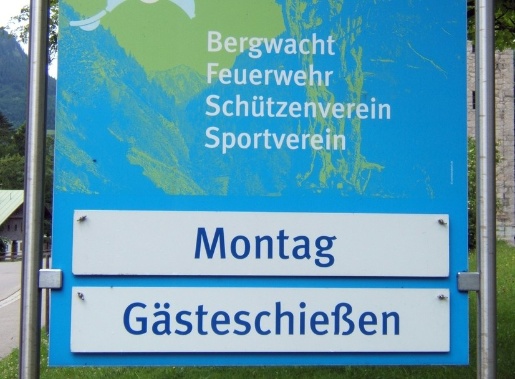 Bergwacht
Feuerwehr
Schützenverein
Sportverein
Montag
Gästeschießen